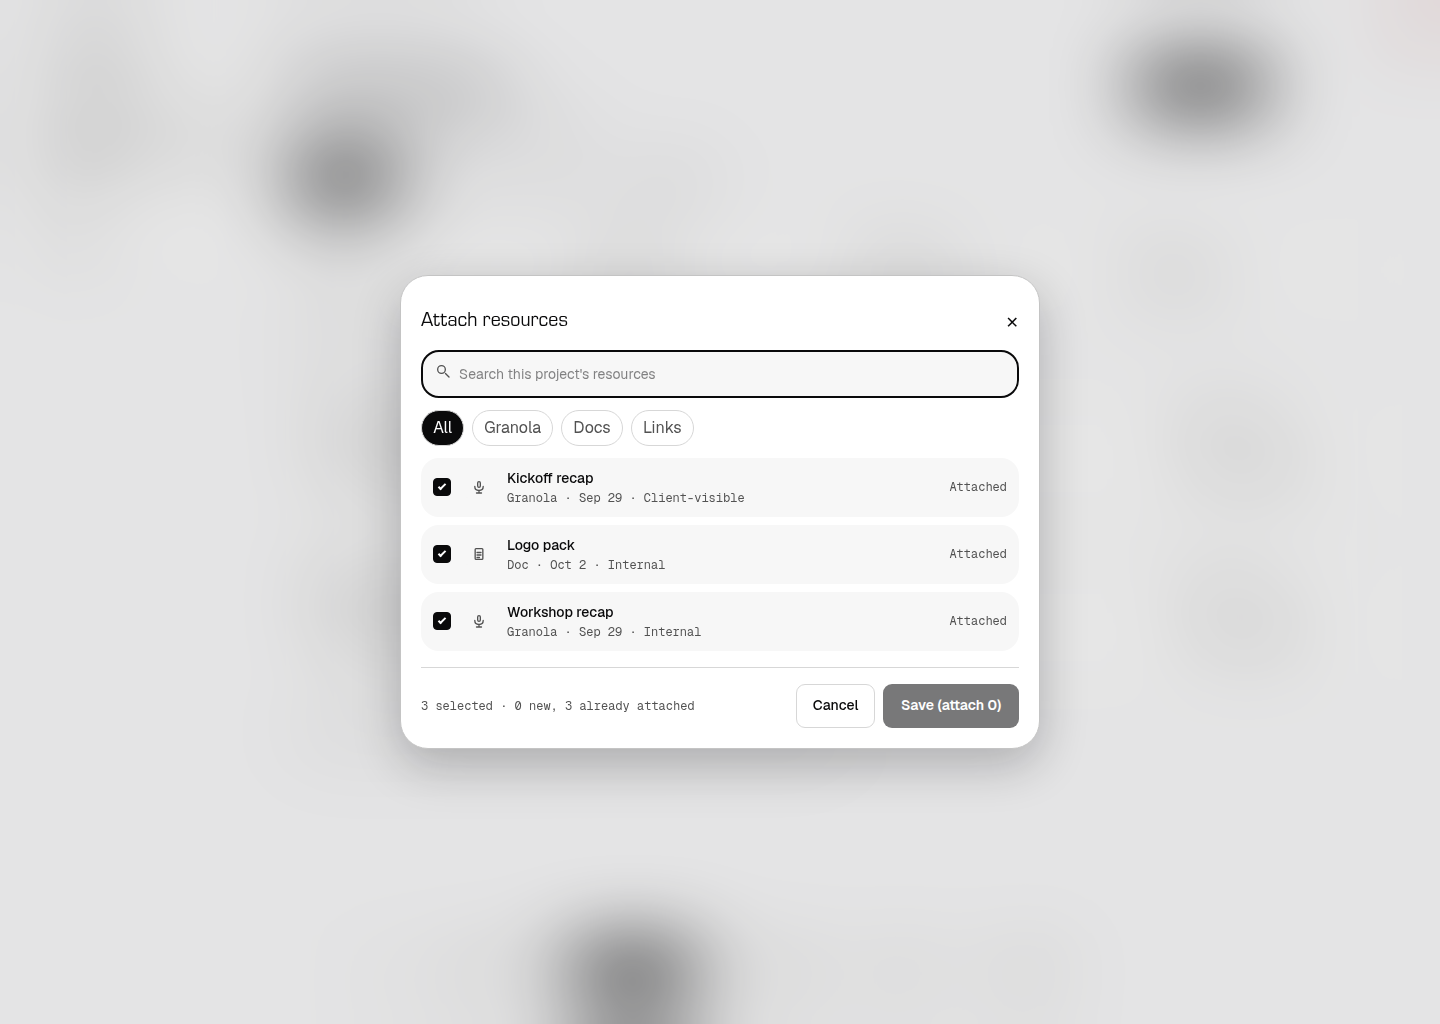 Attach resources
Search this project's resources
All
Granola
Docs
Links
Kickoff recap
Granola · Sep 29 · Client-visible
Attached
Logo pack
Doc · Oct 2 · Internal
Attached
Workshop recap
Granola · Sep 29 · Internal
Attached
3 selected · 0 new, 3 already attached
Cancel
Save (attach 0)